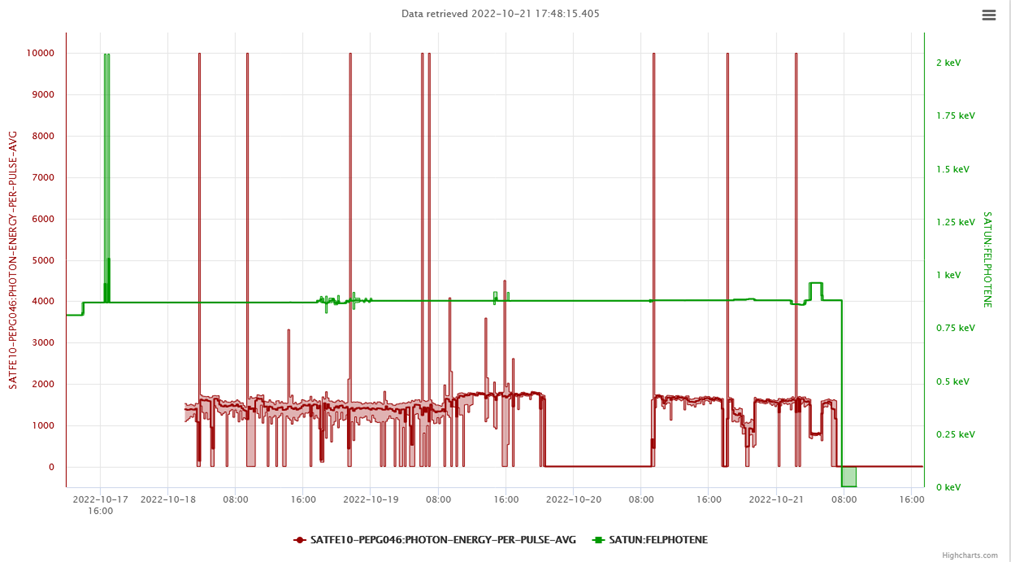 Data retrieved 2022-10-21 17:48:15.405
SATFE10-PEPG046:PHOTON-ENERGY-PER-PULSE-AVG
10000
9000
8000
7000
6000
5000
4000
3000
2000
1000
0
2 keV
1.75 keV
1.5 keV
1.25 keV
1 keV
0.75 keV
0.5 keV
0.25 keV
0 keV
SATUN:FELPHOTENE
2022-10-17 2022-10-18 08:00 16:00 2022-10-19 08:00 16:00 2022-10-20 08:00 16:00 2022-10-21 08:00 16:00
16:00
SATFE10-PEPG046:PHOTON-ENERGY-PER-PULSE-AVG SATUN:FELPHOTENE
Highcharts.com